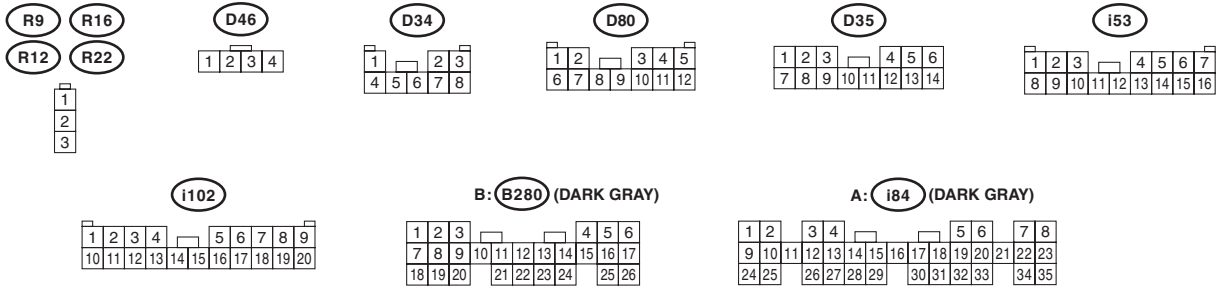 R9 R16 D46 D34 D80 D35 i53
R12 R22
1 2 3 4
1 2 3
4 5 6 7 8
1 2 3 4 5
6 7 8 9 10 11 12
1 2 3 4 5 6
7 8 9 10 11 12 13 14
1 2 3 4 5 6 7
8 9 10 11 12 13 14 15 16
1
2
3
i102
1 2 3 4 5 6 7 8 9
10 11 12 13 14 15 16 17 18 19 20
B: B280 (DARK GRAY)
1 2 3 4 5 6
7 8 9 10 11 12 13 14 15 16 17
18 19 20 21 22 23 24 25 26
A: i84 (DARK GRAY)
1 2 3 4 5 6 7 8
9 10 11 12 13 14 15 16 17 18 19 20 21 22 23
24 25 26 27 28 29 30 31 32 33 34 35